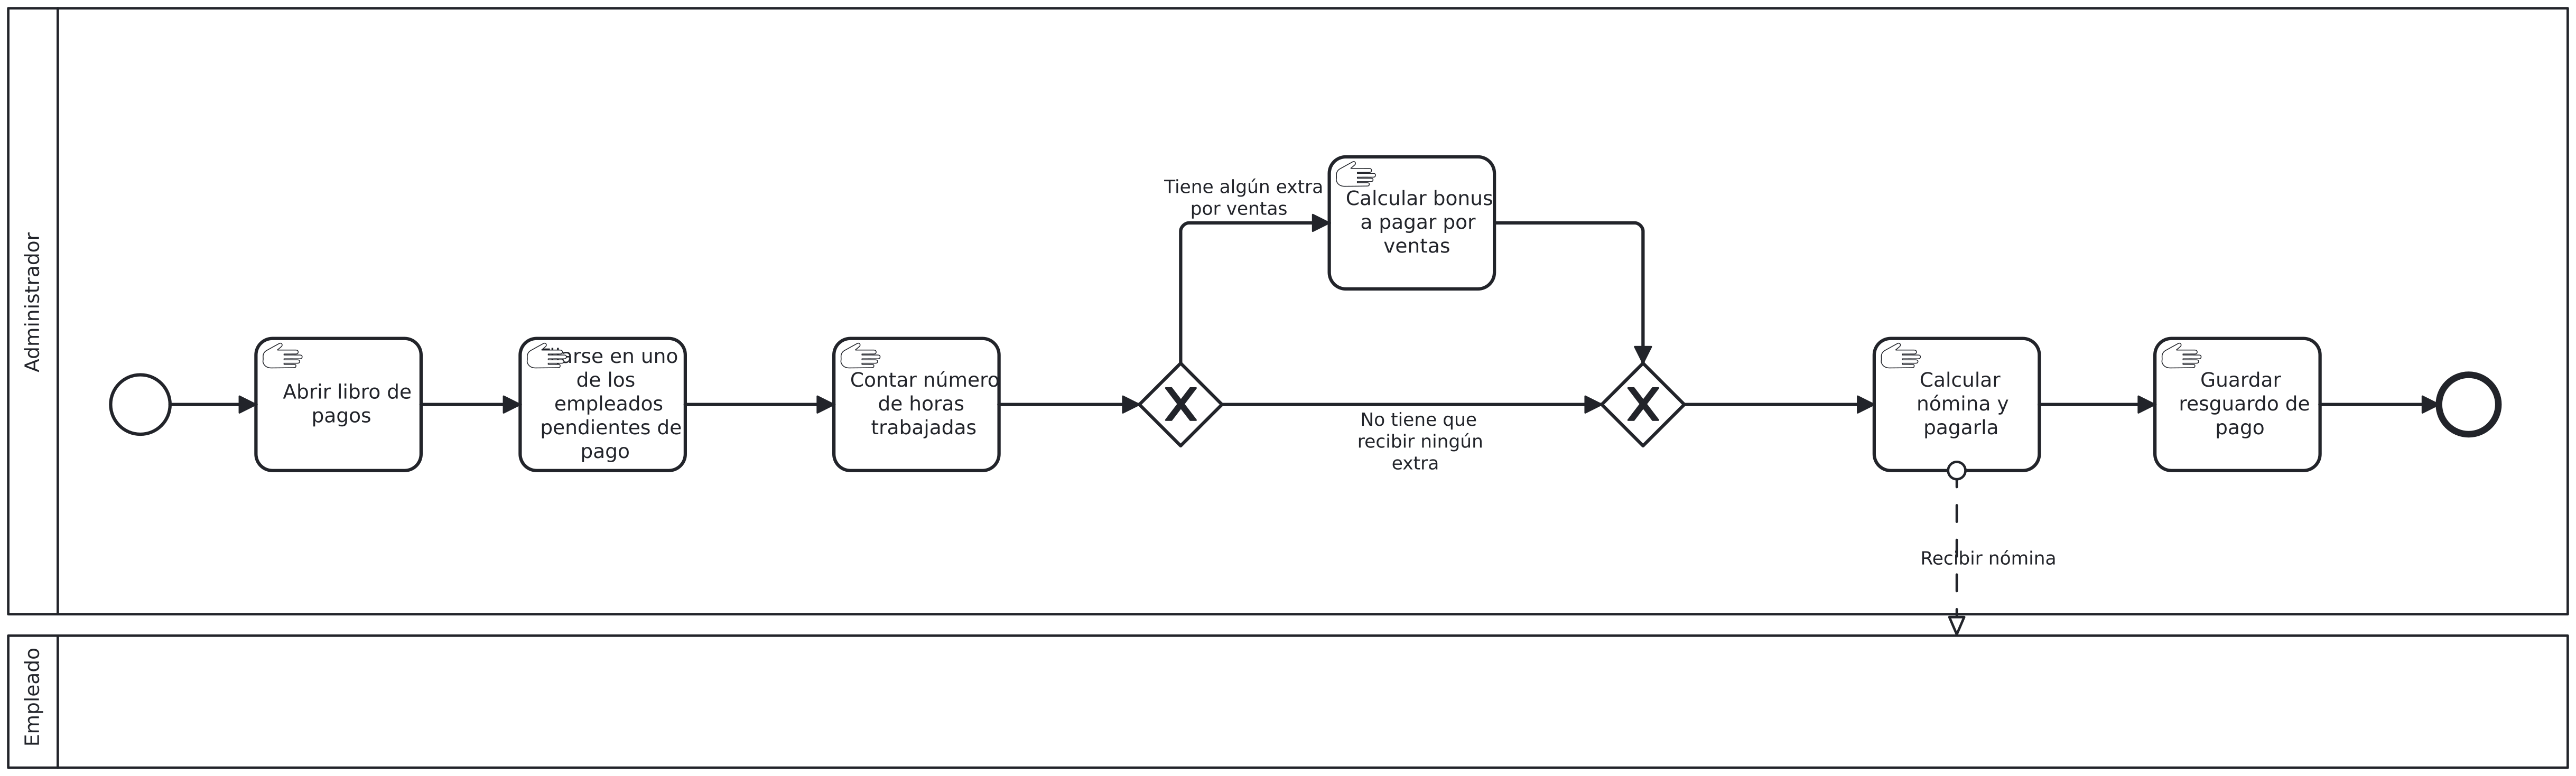 Administrador
Abrir libro de
pagos
en uno
de los
empleados
pendientes de
pago
Contar número
de horas
trabajadas
Tiene algún extra
por ventas
Calcular bonus
a pagar por
ventas
No tiene que
recibir ningún
extra
Calcular
nómina y
pagarla
Guardar
resguardo de
pago
Recibir nómina
Empleado